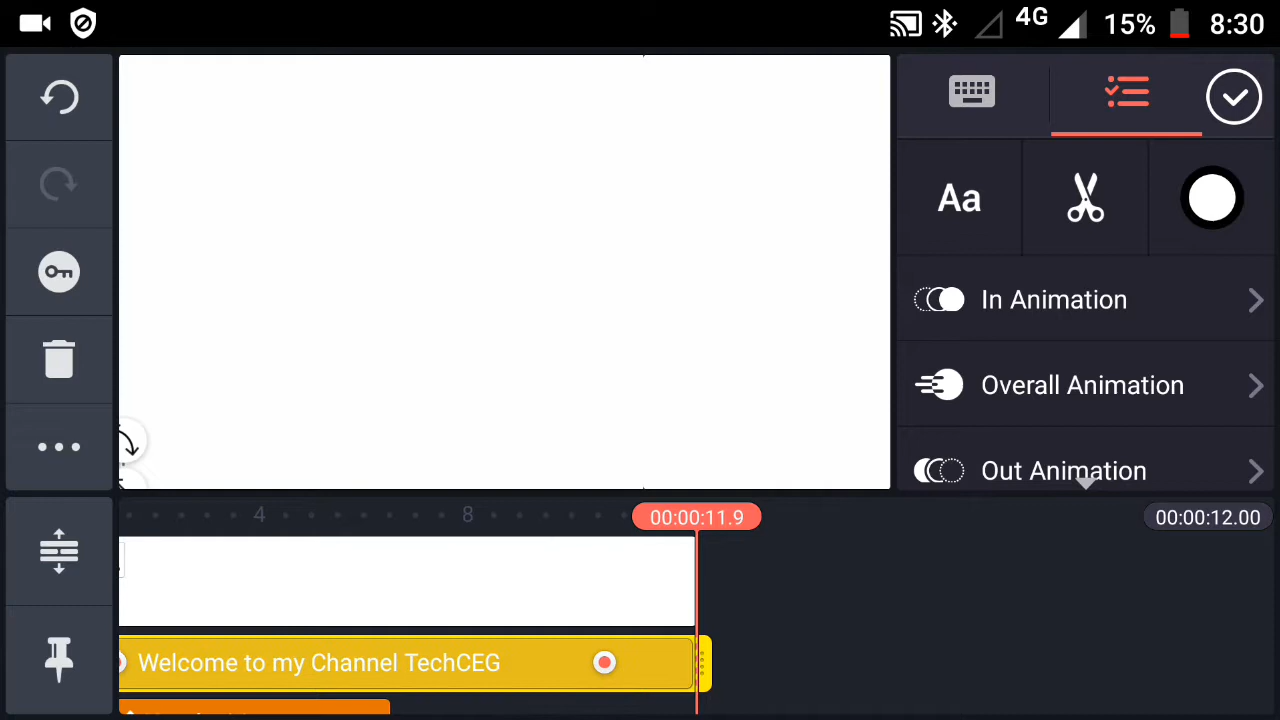 4G 15% 8:30
Aa
In Animation
Overall Animation
Out Animation
4 8 00:00:11.9 00:00:12.00
Welcome to my Channel TechCEG